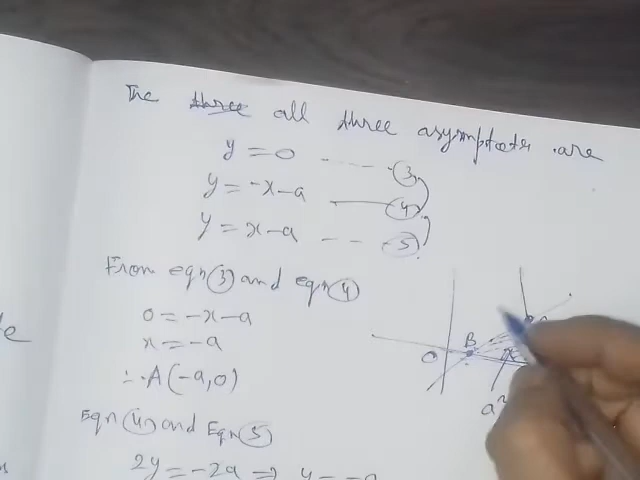 The three all three asymptotes are
y = 0 ---- (3)
y = -x-a ---- (4)
y = x-a -- (5)
From eqn (3) and eqn (4)
0 = -x-a
x = -a
∴ A(-a,0)
Eqn (4) and Eqn (5)
2y = -2a ⇒ y = -a
O
B
a²